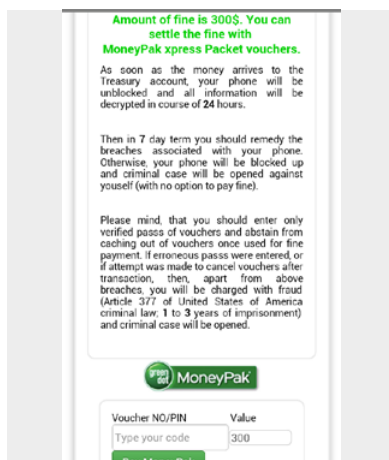 Amount of fine is 300$. You can
settle the fine with
MoneyPak xpress Packet vouchers.
As soon as the money arrives to the
Treasury account, your phone will be
unblocked and all information will be
decrypted in course of 24 hours.
Then in 7 day term you should remedy the
breaches associated with your phone.
Otherwise, your phone will be blocked up
and criminal case will be opened against
youself (with no option to pay fine).
Please mind, that you should enter only
verified passs of vouchers and abstain from
caching out of vouchers once used for fine
payment. If erroneous passs were entered, or
if attempt was made to cancel vouchers after
transaction, then, apart from above
breaches, you will be charged with fraud
(Article 377 of United States of America
criminal law; 1 to 3 years of imprisonment)
and criminal case will be opened.
green dot MoneyPak
Voucher NO/PIN Value
Type your code 300